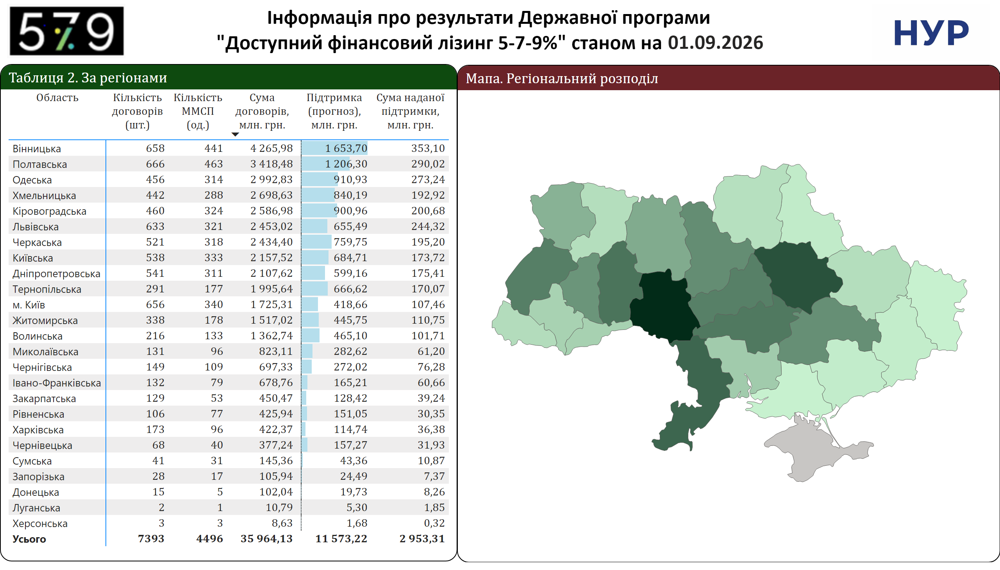 579
Інформація про результати Державної програми
"Доступний фінансовий лізинг 5-7-9%" станом на 01.09.2026
НУР
Таблиця 2. За регіонами
Область Кількість договорів (шт.) Кількість ММСП (од.) Сума договорів, млн. грн. Підтримка (прогноз), млн. грн. Сума наданої підтримки, млн. грн.
Вінницька 658 441 4 265,98 1 653,70 353,10
Полтавська 666 463 3 418,48 1 206,30 290,02
Одеська 456 314 2 992,83 910,93 273,24
Хмельницька 442 288 2 698,63 840,19 192,92
Кіровоградська 460 324 2 586,98 900,96 200,68
Львівська 633 321 2 453,02 655,49 244,32
Черкаська 521 318 2 434,40 759,75 195,20
Київська 538 333 2 157,52 684,71 173,72
Дніпропетровська 541 311 2 107,62 599,16 175,41
Тернопільська 291 177 1 995,64 666,62 170,07
м. Київ 656 340 1 725,31 418,66 107,46
Житомирська 338 178 1 517,02 445,75 110,75
Волинська 216 133 1 362,74 465,10 101,71
Миколаївська 131 96 823,11 282,62 61,20
Чернігівська 149 109 697,33 272,02 76,28
Івано-Франківська 132 79 678,76 165,21 60,66
Закарпатська 129 53 450,47 128,42 39,24
Рівненська 106 77 425,94 151,05 30,35
Харківська 173 96 422,37 114,74 36,38
Чернівецька 68 40 377,24 157,27 31,93
Сумська 41 31 145,36 43,36 10,87
Запорізька 28 17 105,94 24,49 7,37
Донецька 15 5 102,04 19,73 8,26
Луганська 2 1 10,79 5,30 1,85
Херсонська 3 3 8,63 1,68 0,32
Усього 7393 4496 35 964,13 11 573,22 2 953,31
Мапа. Регіональний розподіл